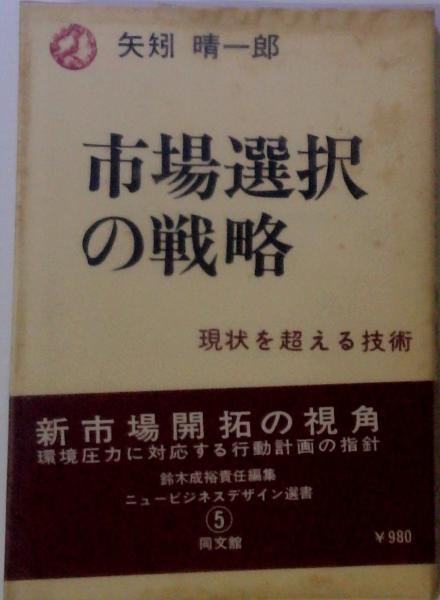 矢矧 晴一郎
市場選択
の戦略
現状を超える技術
新市場開拓の視角
環境圧力に対応する行動計画の指針
鈴木成裕責任編集
ニュービジネスデザイン選書
⑤
同文館
￥980